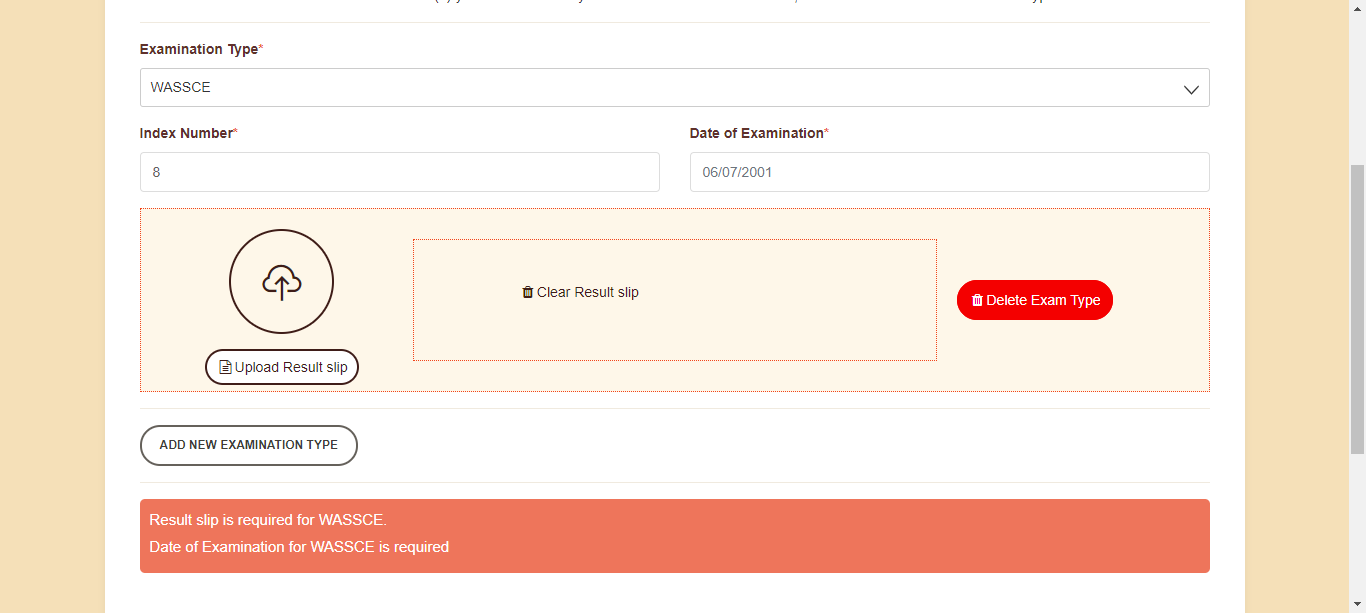 Examination Type*
WASSCE
Index Number*
Date of Examination*
8
06/07/2001
Clear Result slip
Delete Exam Type
Upload Result slip
ADD NEW EXAMINATION TYPE
Result slip is required for WASSCE.
Date of Examination for WASSCE is required